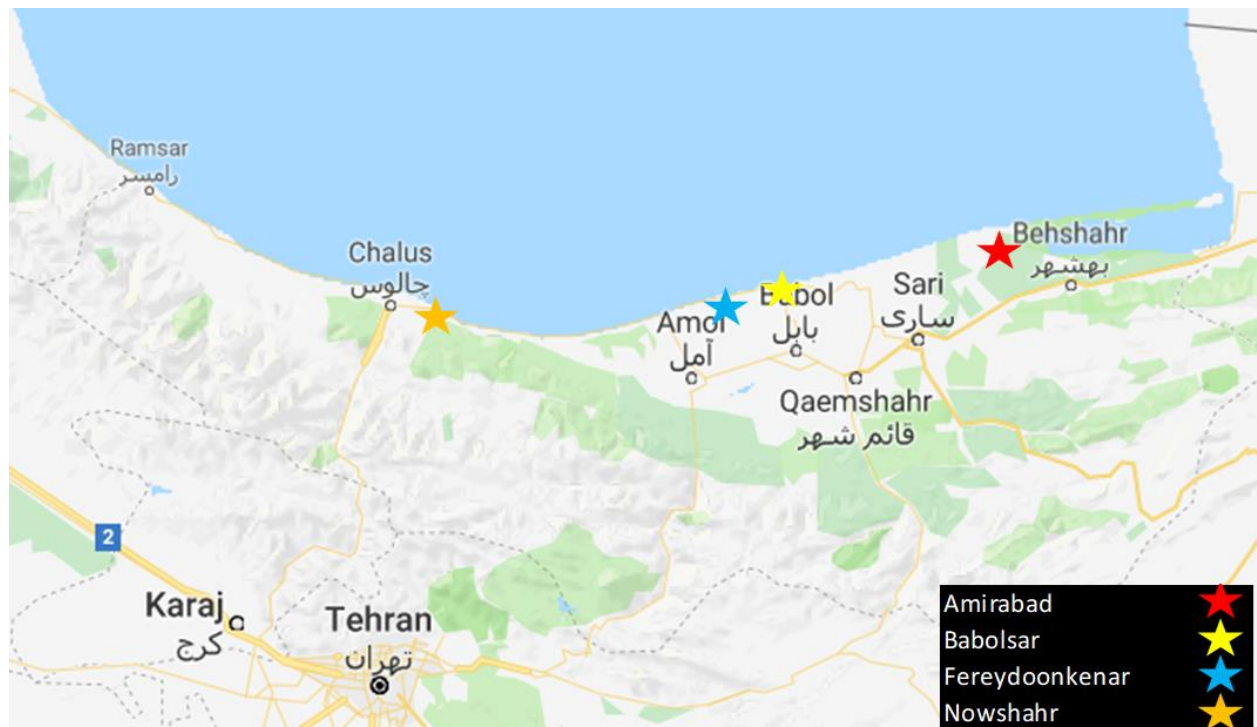 Ramsar
رامسر
Chalus
چالوس
Behshahr
بهشهر
Sari
ساری
Babol
بابل
Amol
آمل
Qaemshahr
قائم شهر
2
Karaj
کرج
Tehran
تهران
Amirabad
Babolsar
Fereydoonkenar
Nowshahr